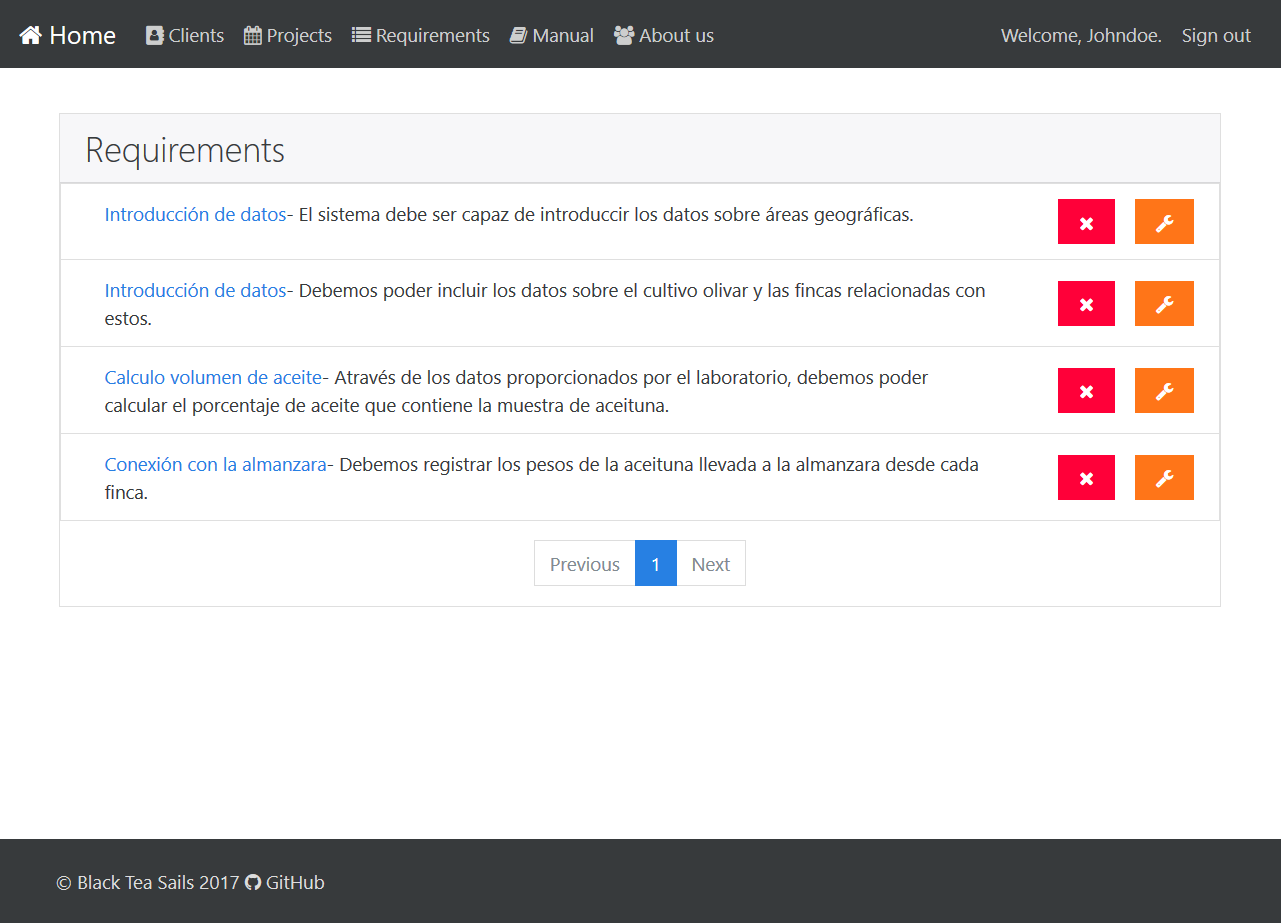 Home Clients Projects Requirements Manual About us Welcome, Johndoe. Sign out
Requirements
Introducción de datos- El sistema debe ser capaz de introduccir los datos sobre áreas geográficas.
Introducción de datos- Debemos poder incluir los datos sobre el cultivo olivar y las fincas relacionadas con
estos.
Calculo volumen de aceite- Através de los datos proporcionados por el laboratorio, debemos poder
calcular el porcentaje de aceite que contiene la muestra de aceituna.
Conexión con la almanzara- Debemos registrar los pesos de la aceituna llevada a la almanzara desde cada
finca.
Previous 1 Next
© Black Tea Sails 2017 GitHub